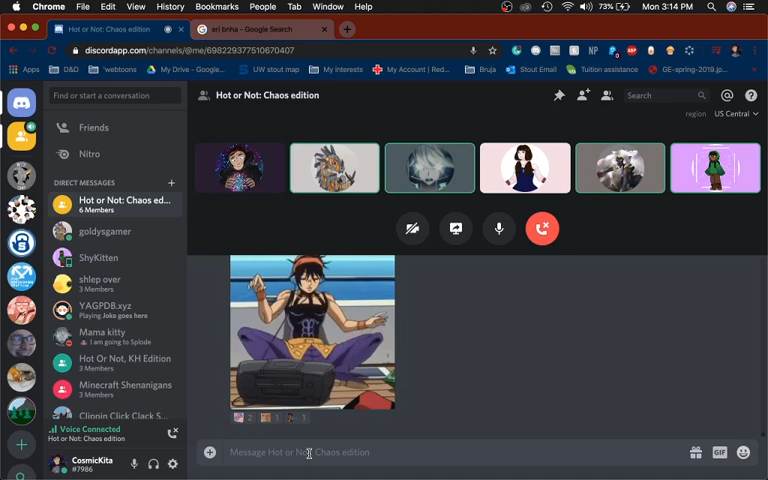 Chrome File Edit View History Bookmarks People Tab Window Help 73% Mon 3:14 PM
Hot or Not: Chaos edition
eri bnha - Google Search
discordapp.com/channels/@me/698229377510670407
Apps D&D *webtoons My Drive - Google... UW stout map My interests My Account | Red... Bruja Stout Email Tuition assistance GE-spring-2019.jp...
Find or start a conversation
Hot or Not: Chaos edition
Search
region US Central
Friends
Nitro
DIRECT MESSAGES
Hot or Not: Chaos ed...
6 Members
goldysgamer
ShyKitten
shlep over
3 Members
YAGPDB.xyz
Playing Joke goes here
Mama kitty
I am going to Splode
Hot Or Not, KH Edition
3 Members
Minecraft Shenanigans
3 Members
Clippin Click Clack S...
2 1 1
Voice Connected
Hot or Not: Chaos edition
CosmicKita
#7986
Message Hot or Not: Chaos edition
GIF